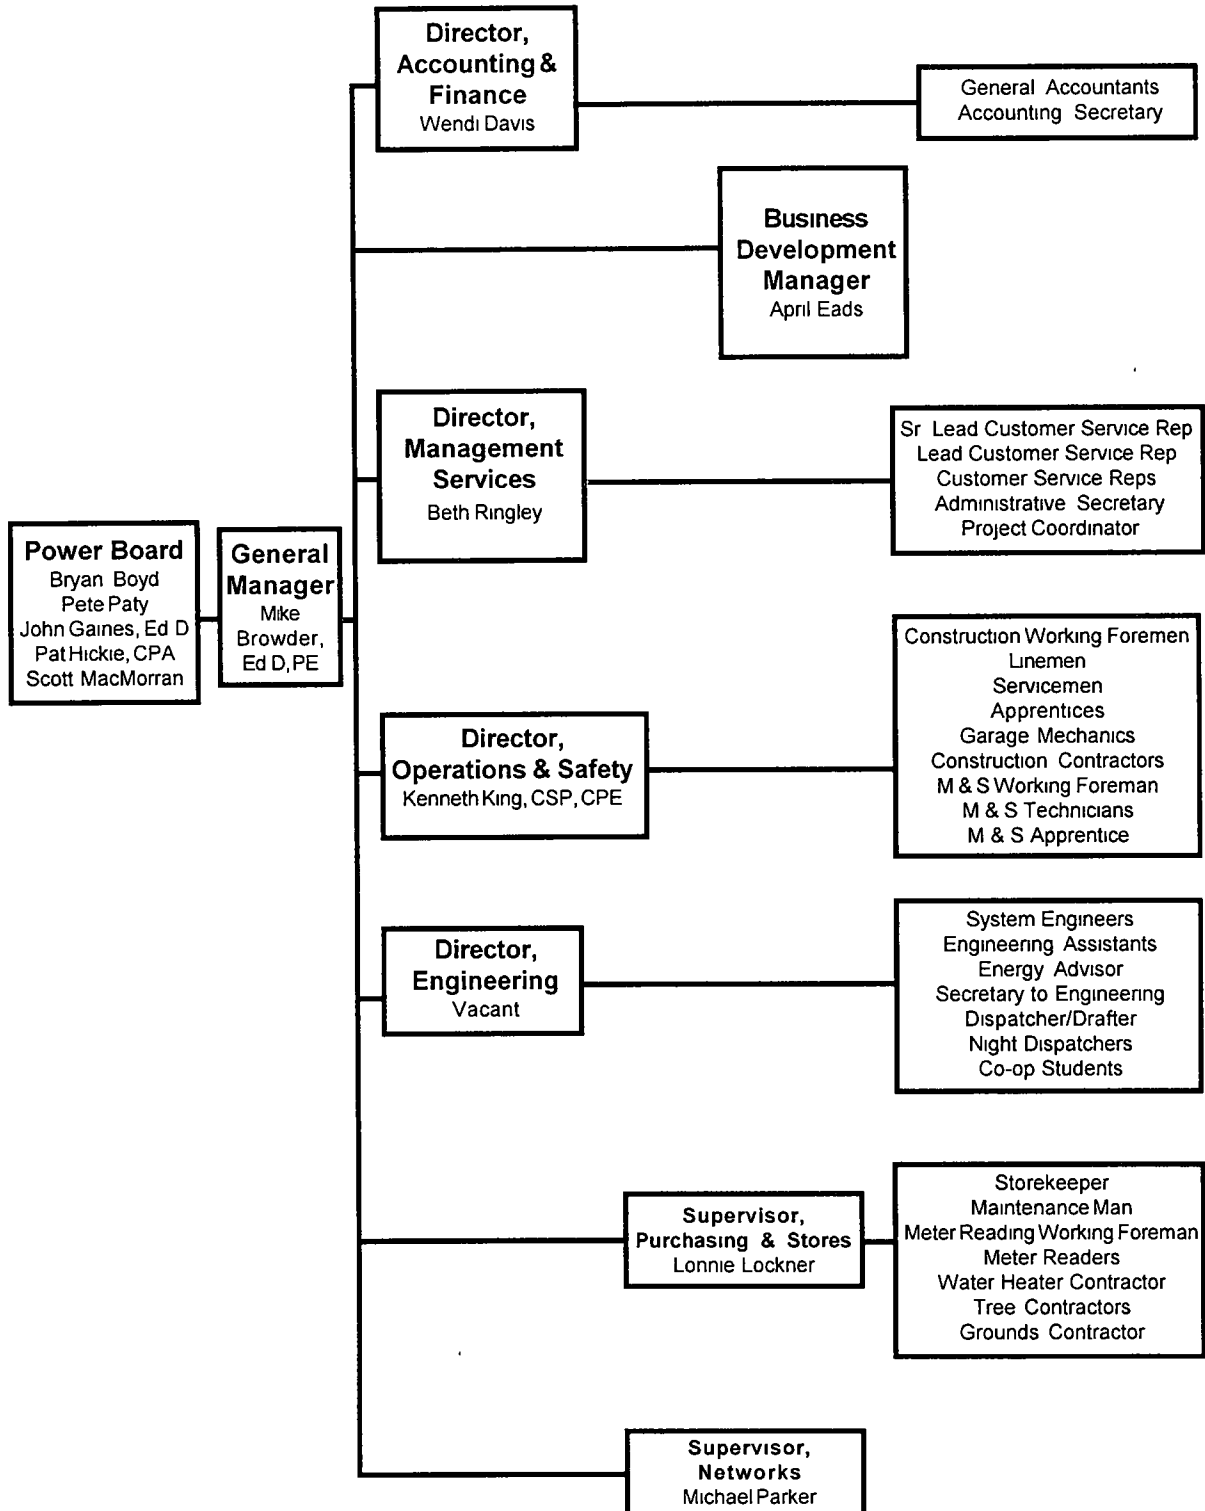 Director,
Accounting &
Finance
Wendi Davis
General Accountants
Accounting Secretary
Business
Development
Manager
April Eads
Director,
Management
Services
Beth Ringley
Sr Lead Customer Service Rep
Lead Customer Service Rep
Customer Service Reps
Administrative Secretary
Project Coordinator
Power Board
Bryan Boyd
Pete Paty
John Gaines, Ed D
Pat Hickie, CPA
Scott MacMorran
General
Manager
Mike
Browder,
Ed D, PE
Director,
Operations & Safety
Kenneth King, CSP, CPE
Construction Working Foremen
Linemen
Servicemen
Apprentices
Garage Mechanics
Construction Contractors
M & S Working Foreman
M & S Technicians
M & S Apprentice
Director,
Engineering
Vacant
System Engineers
Engineering Assistants
Energy Advisor
Secretary to Engineering
Dispatcher/Drafter
Night Dispatchers
Co-op Students
Supervisor,
Purchasing & Stores
Lonnie Lockner
Storekeeper
Maintenance Man
Meter Reading Working Foreman
Meter Readers
Water Heater Contractor
Tree Contractors
Grounds Contractor
Supervisor,
Networks
Michael Parker